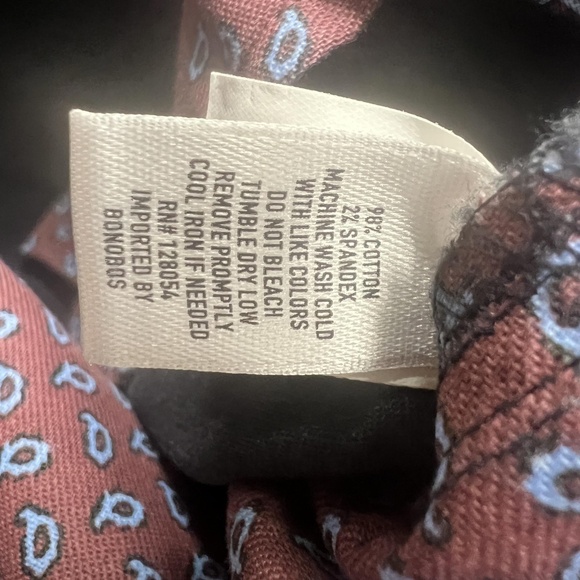 98% COTTON
2% SPANDEX
MACHINE WASH COLD
WITH LIKE COLORS
DO NOT BLEACH
TUMBLE DRY LOW
REMOVE PROMPTLY
COOL IRON IF NEEDED
RN# 128054
IMPORTED BY
BONOBOS